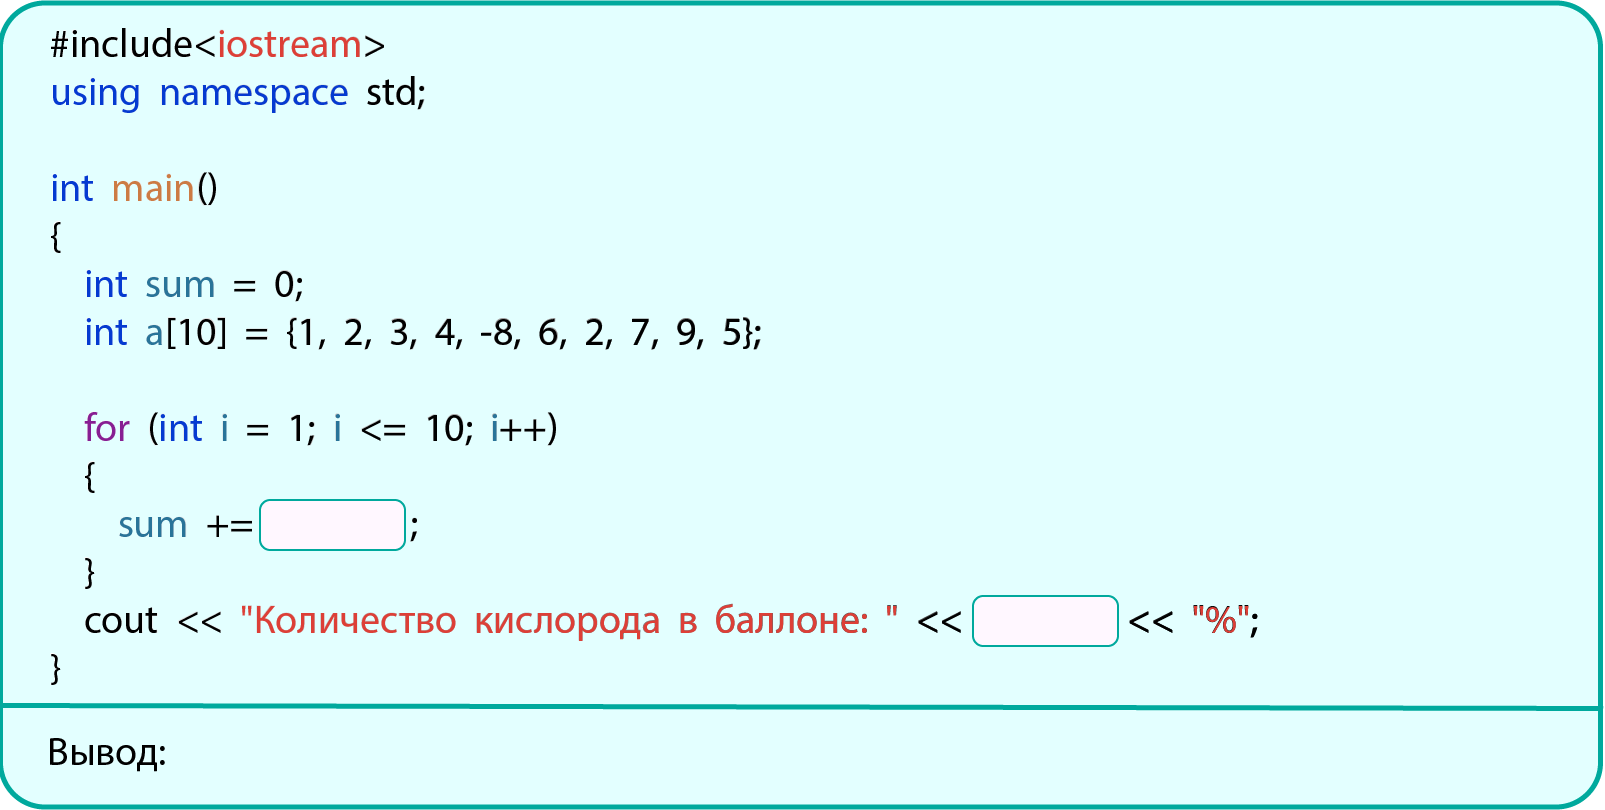 #include<iostream>
using namespace std;
int main()
{
int sum = 0;
int a[10] = {1, 2, 3, 4, -8, 6, 2, 7, 9, 5};
for (int i = 1; i <= 10; i++)
{
sum += ;
}
cout << "Количество кислорода в баллоне: " << << "%";
}
Вывод: